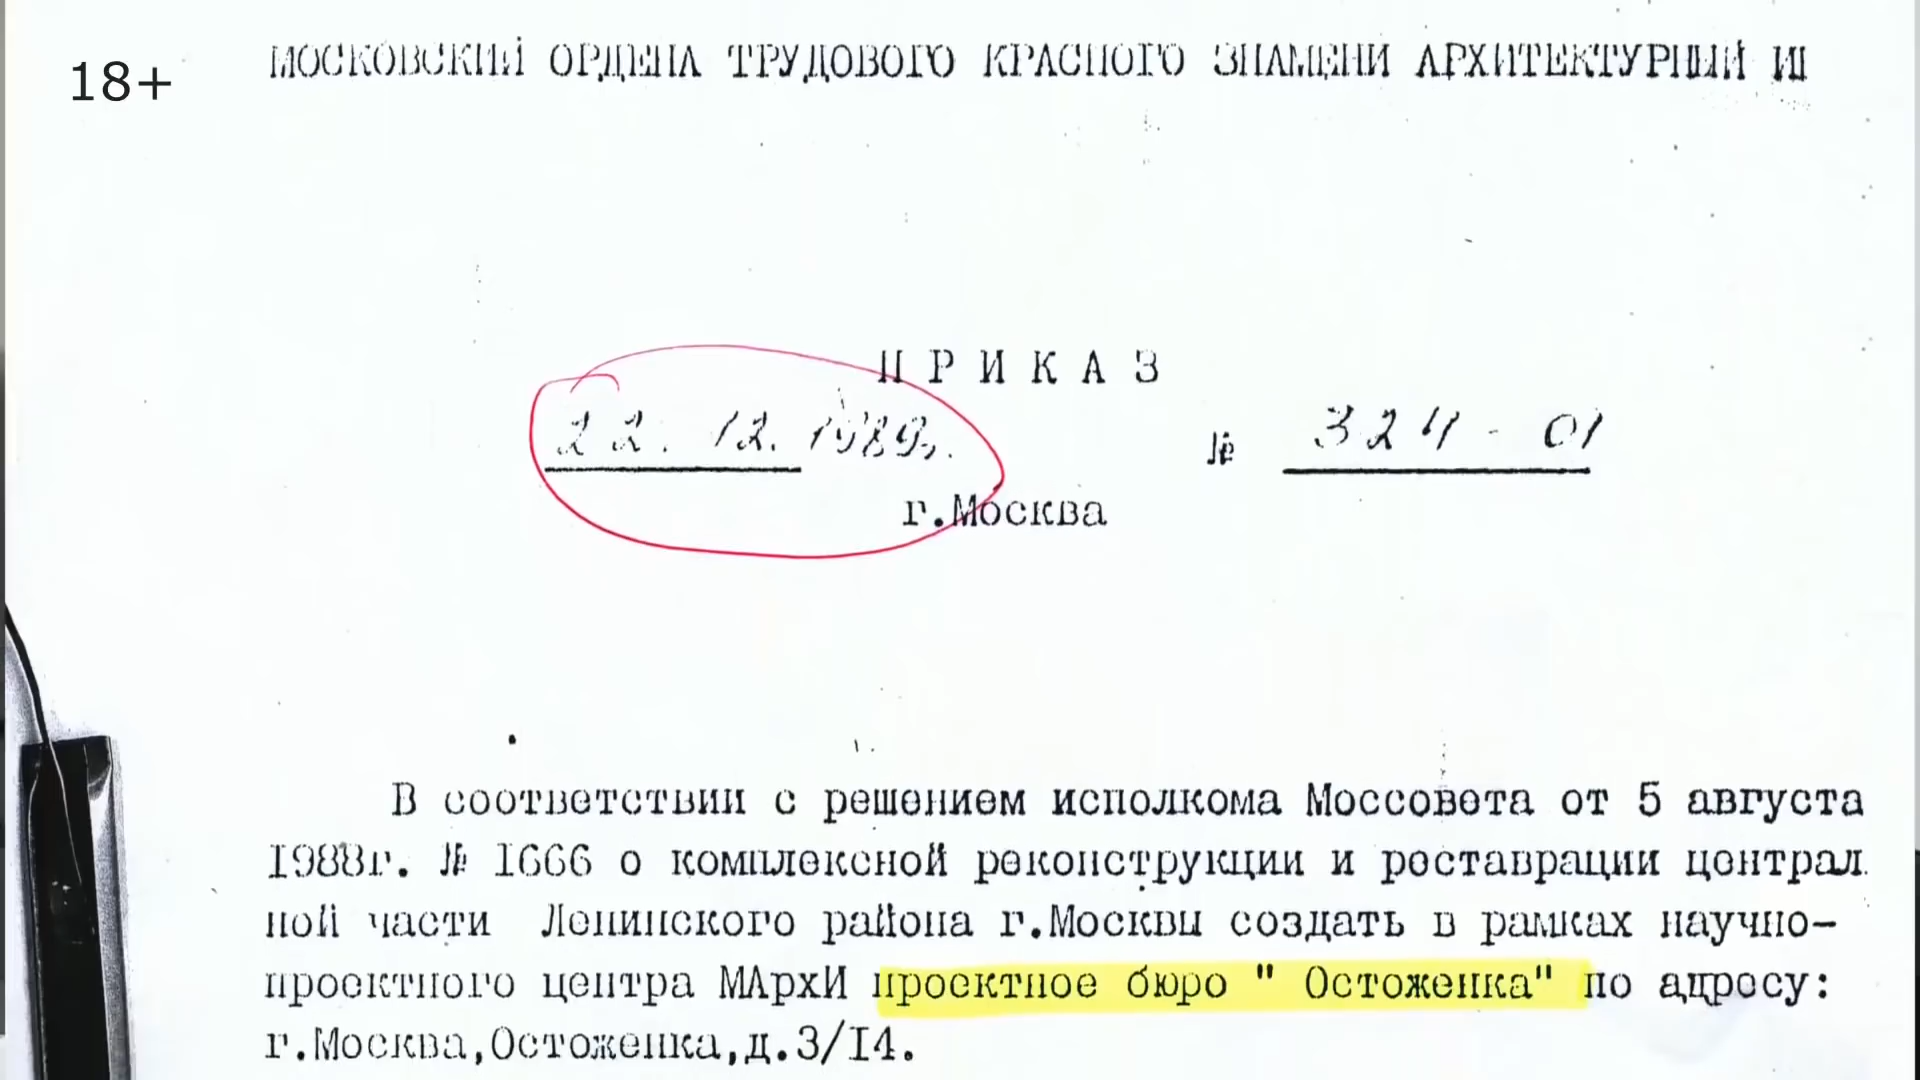 18+
МОСКОВСКИЙ ОРДЕНА ТРУДОВОГО КРАСНОГО ЗНАМЕНИ АРХИТЕКТУРНЫЙ
ПРИКАЗ
22. 12. 1989г. № 324-01
г.Москва
В соответствии с решением исполкома Моссовета от 5 августа
1988г. № 1666 о комплексной реконструкции и реставрации централ
ной части Ленинского района г.Москвы создать в рамках научно-
проектного центра МАрхИ проектное бюро " Остоженка" по адресу:
г.Москва,Остоженка,д.3/I4.